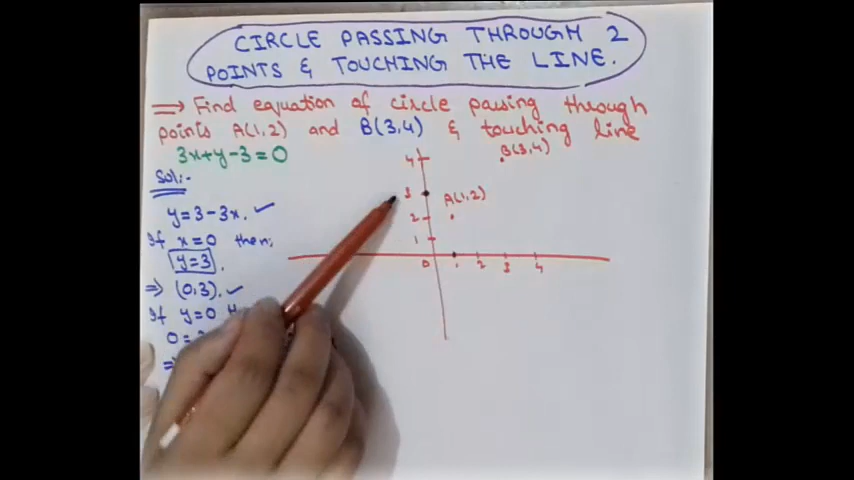 CIRCLE PASSING THROUGH 2
POINTS & TOUCHING THE LINE.
⇒ Find equation of circle passing through
points A(1,2) and B(3,4) & touching line
3x+y-3=0
Sol:-
y=3-3x. ✓
If x=0 then;
y=3.
⇒ (0,3). ✓
If y=0
0=
⇒
4
3
2
1
0 1 2 3 4
A(1,2)
B(3,4)